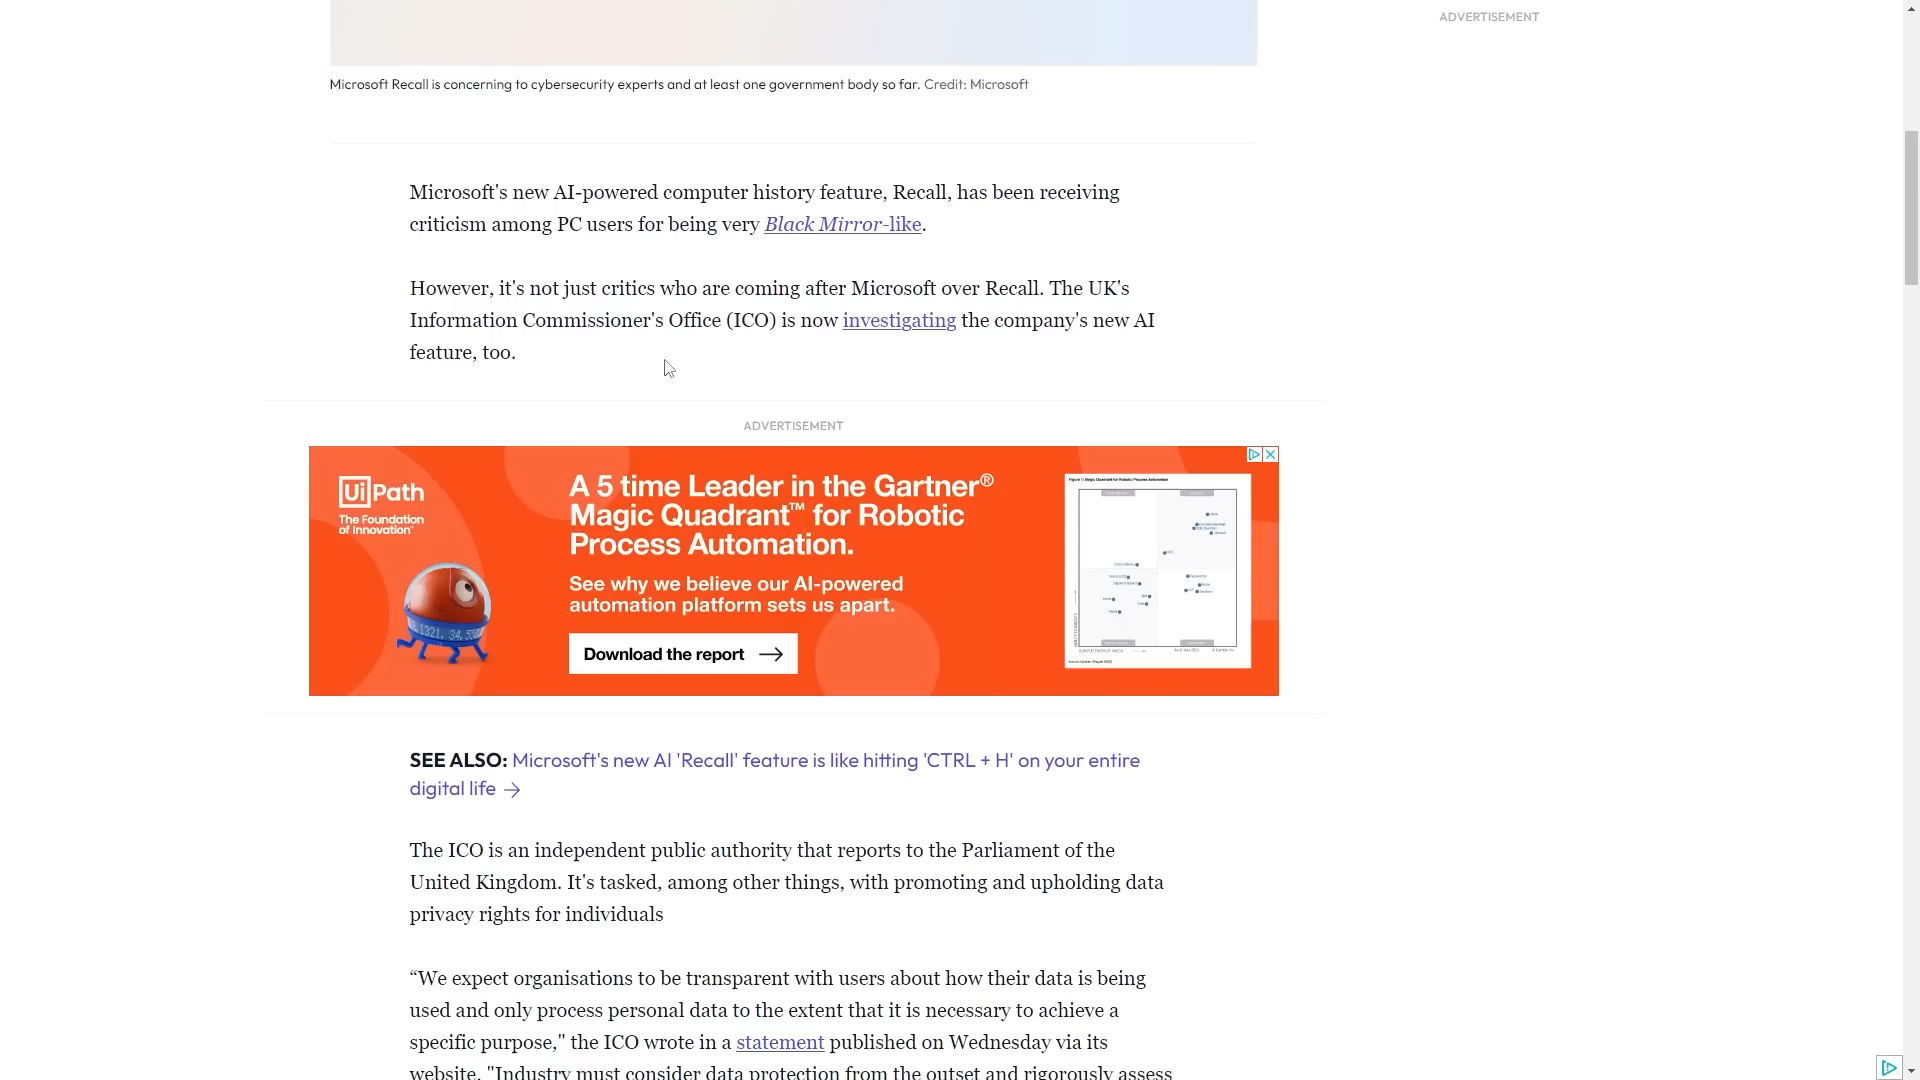 ADVERTISEMENT
Microsoft Recall is concerning to cybersecurity experts and at least one government body so far. Credit: Microsoft
Microsoft's new AI-powered computer history feature, Recall, has been receiving
criticism among PC users for being very Black Mirror-like.
However, it's not just critics who are coming after Microsoft over Recall. The UK's
Information Commissioner's Office (ICO) is now investigating the company's new AI
feature, too.
ADVERTISEMENT
UiPath
The Foundation
of Innovation™
A 5 time Leader in the Gartner®
Magic Quadrant™ for Robotic
Process Automation.
See why we believe our AI-powered
automation platform sets us apart.
Download the report
Figure 1: Magic Quadrant for Robotic Process Automation
SEE ALSO: Microsoft's new AI 'Recall' feature is like hitting 'CTRL + H' on your entire
digital life
The ICO is an independent public authority that reports to the Parliament of the
United Kingdom. It's tasked, among other things, with promoting and upholding data
privacy rights for individuals
“We expect organisations to be transparent with users about how their data is being
used and only process personal data to the extent that it is necessary to achieve a
specific purpose," the ICO wrote in a statement published on Wednesday via its
website. "Industry must consider data protection from the outset and rigorously assess